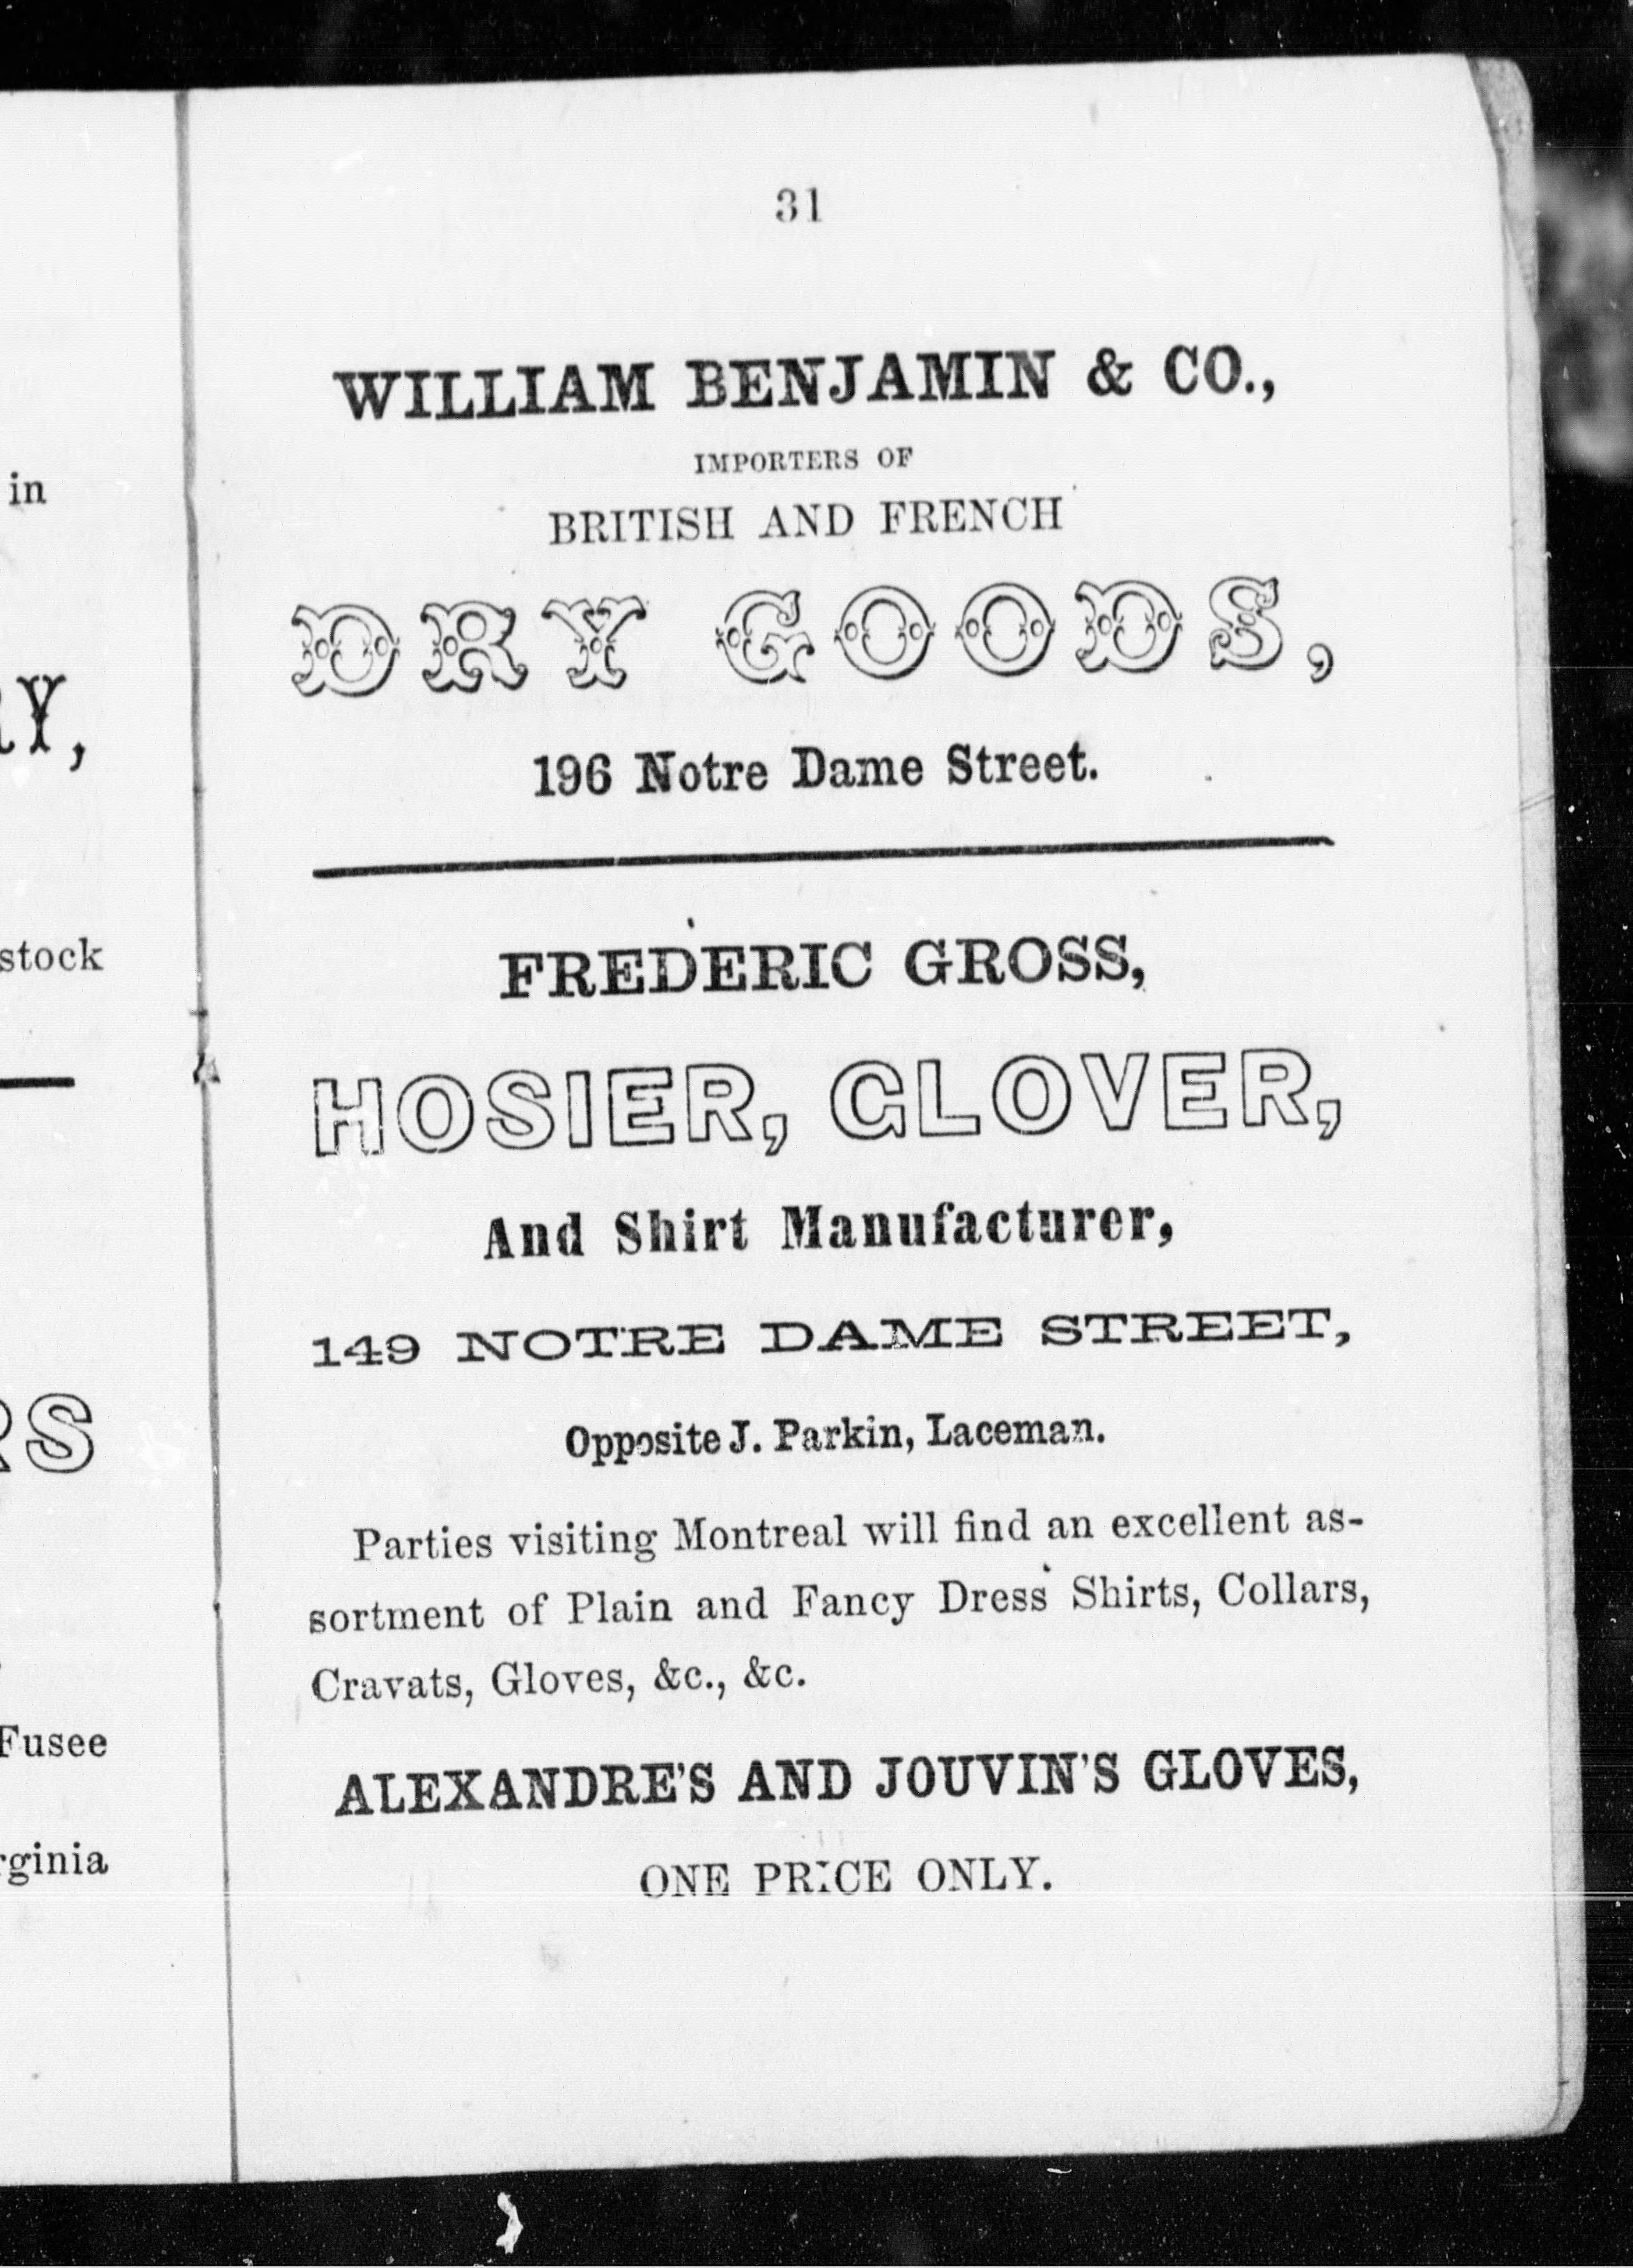 in
Y,
stock
RS
Fusee
rginia
31
WILLIAM BENJAMIN & CO.,
IMPORTERS OF
BRITISH AND FRENCH
DRY GOODS,
196 Notre Dame Street.
FREDERIC GROSS,
HOSIER, GLOVER,
And Shirt Manufacturer,
149 NOTRE DAME STREET,
Opposite J. Parkin, Laceman.
Parties visiting Montreal will find an excellent as-
sortment of Plain and Fancy Dress Shirts, Collars,
Cravats, Gloves, &c., &c.
ALEXANDRE'S AND JOUVIN'S GLOVES,
ONE PRICE ONLY.